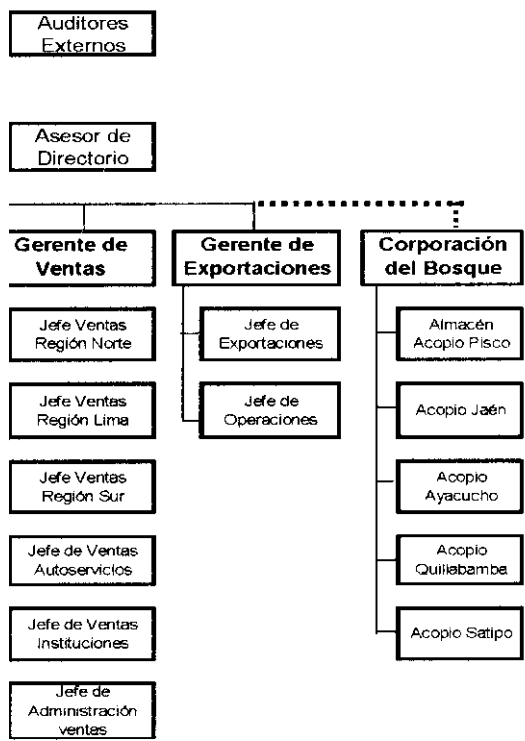 Auditores
Externos
Asesor de
Directorio
Gerente de
Ventas
Gerente de
Exportaciones
Corporación
del Bosque
Jefe Ventas
Región Norte
Jefe de
Exportaciones
Almacén
Acopio Pisco
Jefe Ventas
Región Lima
Jefe de
Operaciones
Acopio Jaén
Jefe Ventas
Región Sur
Acopio
Ayacucho
Jefe de Ventas
Autoservicios
Acopio
Quillabamba
Jefe de Ventas
Instituciones
Acopio Satipo
Jefe de
Administración
ventas